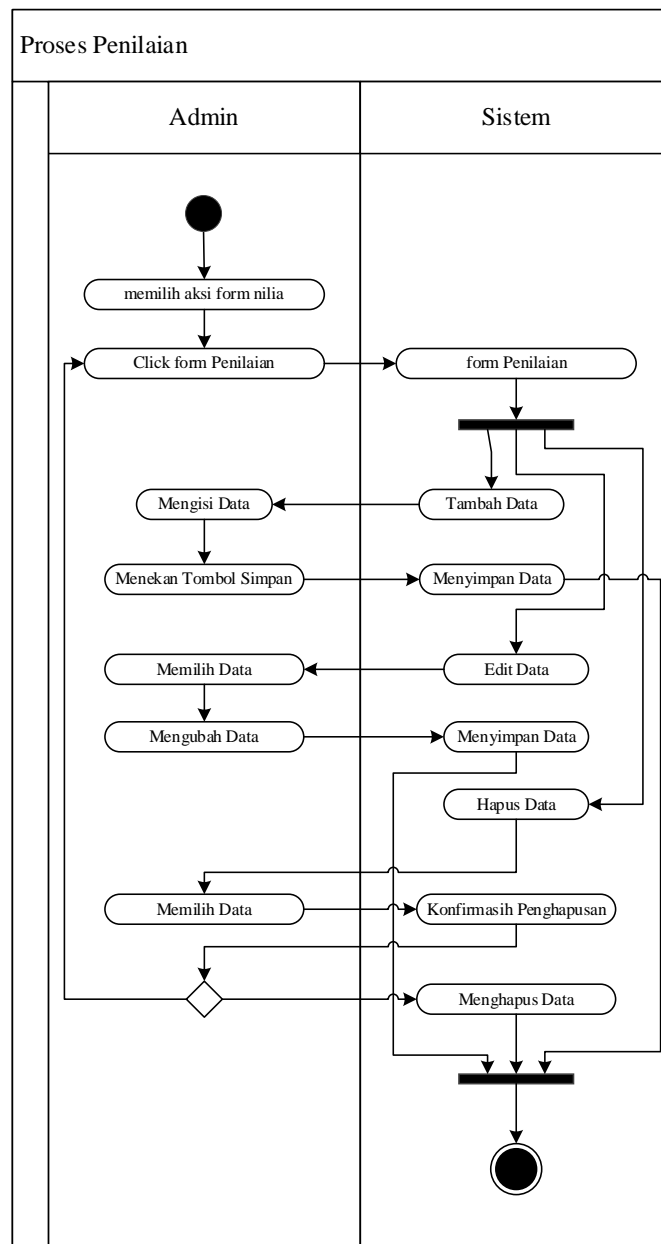 Proses Penilaian
Admin
Sistem
memilih aksi form nilia
Click form Penilaian
form Penilaian
Mengisi Data
Tambah Data
Menekan Tombol Simpan
Menyimpan Data
Memilih Data
Edit Data
Mengubah Data
Menyimpan Data
Hapus Data
Memilih Data
Konfirmasih Penghapusan
Menghapus Data